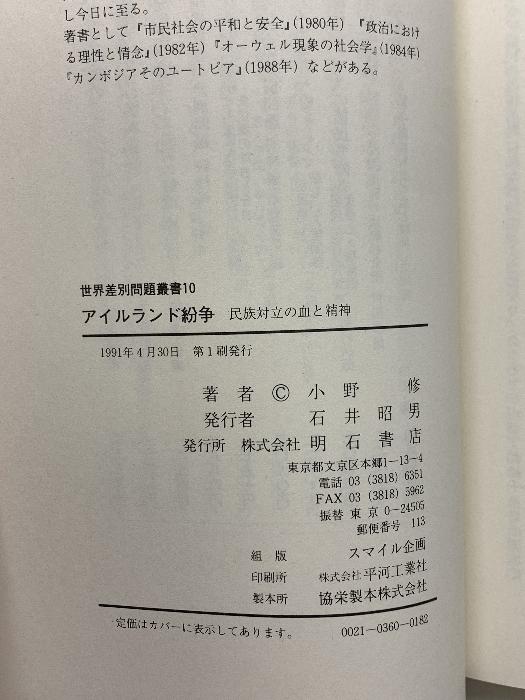 し今日に至る。
著書として『市民社会の平和と安全』(1980年)『政治におけ
る理性と情念』(1982年)『オーウェル現象の社会学』(1984年)
『カンボジアそのユートピア』(1988年)などがある。
世界差別問題叢書10
アイルランド紛争 民族対立の血と精神
1991年4月30日 第1刷発行
著者 © 小野 修
発行者 石井昭男
発行所 株式会社 明石書店
東京都文京区本郷1-13-4
電話 03 (3818) 6351
FAX 03 (3818) 5962
振替 東京 0-24505
郵便番号 113
組版 スマイル企画
印刷所 株式会社 平河工業社
製本所 協栄製本株式会社
定価はカバーに表示してあります。 0021-0360-0182